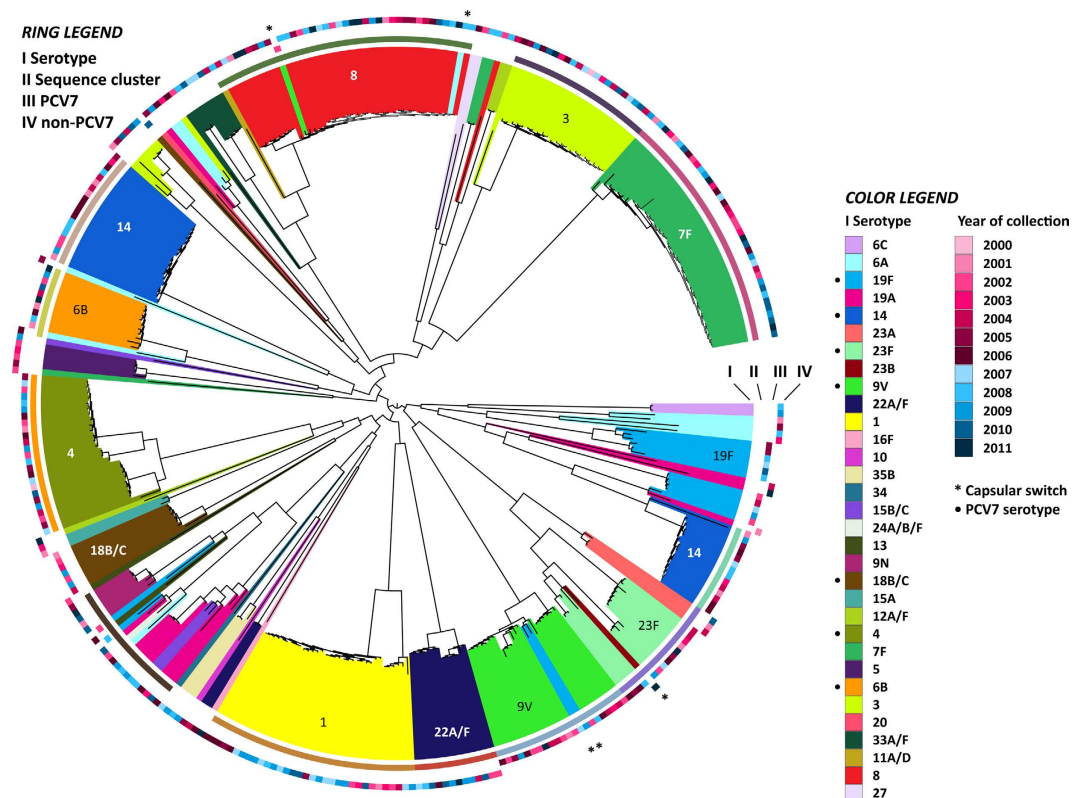 RING LEGEND
I Serotype
II Sequence cluster
III PCV7
IV non-PCV7
*
*
8
3
7F
14
6B
4
18B/C
1
22A/F
9V
23F
14
19F
I II III IV
*
**
COLOR LEGEND
I Serotype
6C
6A
• 19F
19A
• 14
23A
• 23F
23B
• 9V
22A/F
1
16F
10
35B
34
15B/C
24A/B/F
13
9N
• 18B/C
15A
12A/F
• 4
7F
5
• 6B
3
20
33A/F
11A/D
8
27
Year of collection
2000
2001
2002
2003
2004
2005
2006
2007
2008
2009
2010
2011
* Capsular switch
• PCV7 serotype